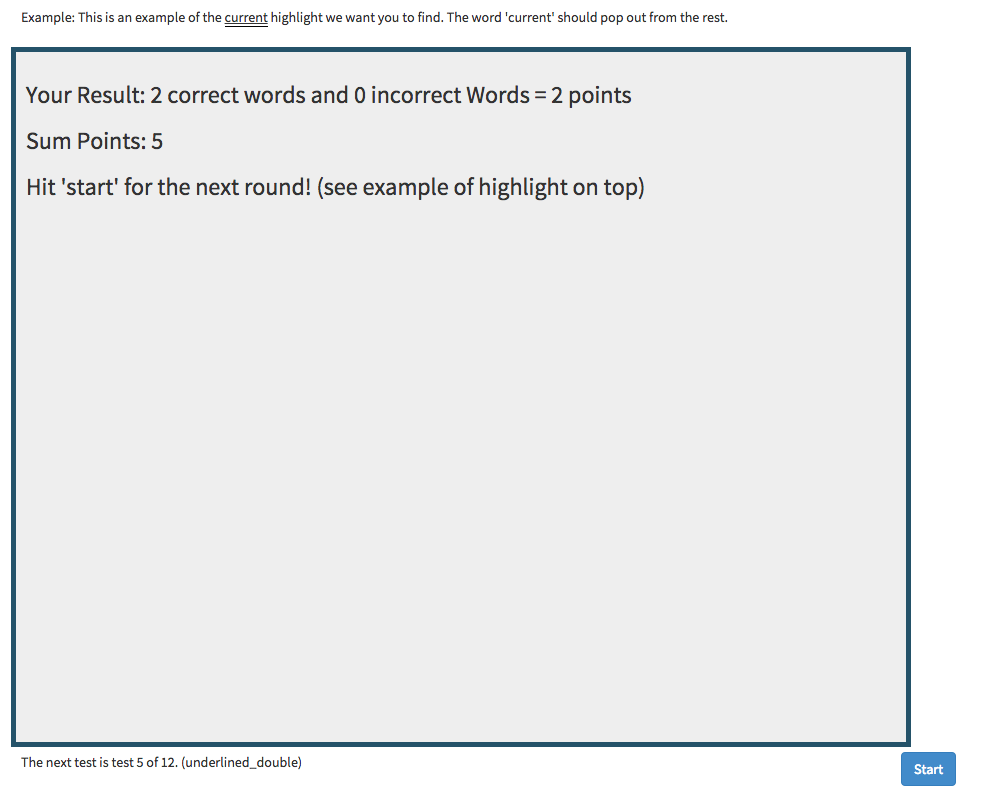 Example: This is an example of the current highlight we want you to find. The word 'current' should pop out from the rest.
Your Result: 2 correct words and 0 incorrect Words = 2 points
Sum Points: 5
Hit 'start' for the next round! (see example of highlight on top)
The next test is test 5 of 12. (underlined_double)
Start